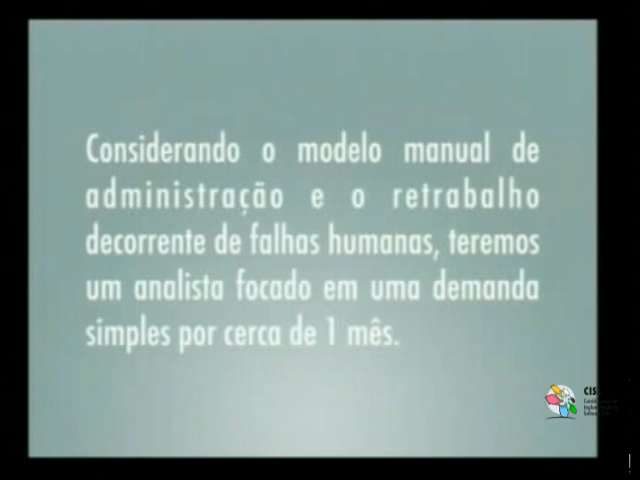 Considerando o modelo manual de
administração e o retrabalho
decorrente de falhas humanas, teremos
um analista focado em uma demanda
simples por cerca de 1 mês.
CIS